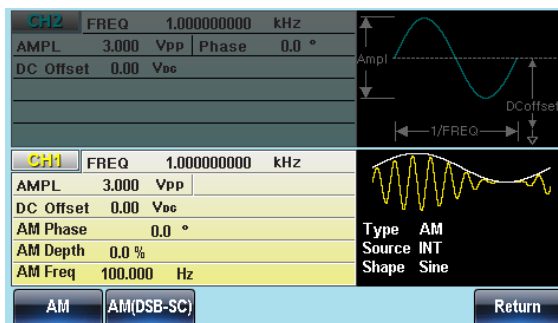 CH2 FREQ 1.000000000 kHz
AMPL 3.000 VPP Phase 0.0 °
DC Offset 0.00 VDC
Ampl
DCoffset
1/FREQ
CH1 FREQ 1.000000000 kHz
AMPL 3.000 VPP
DC Offset 0.00 VDC
AM Phase 0.0 °
AM Depth 0.0 %
AM Freq 100.000 Hz
Type AM
Source INT
Shape Sine
AM AM(DSB-SC) Return